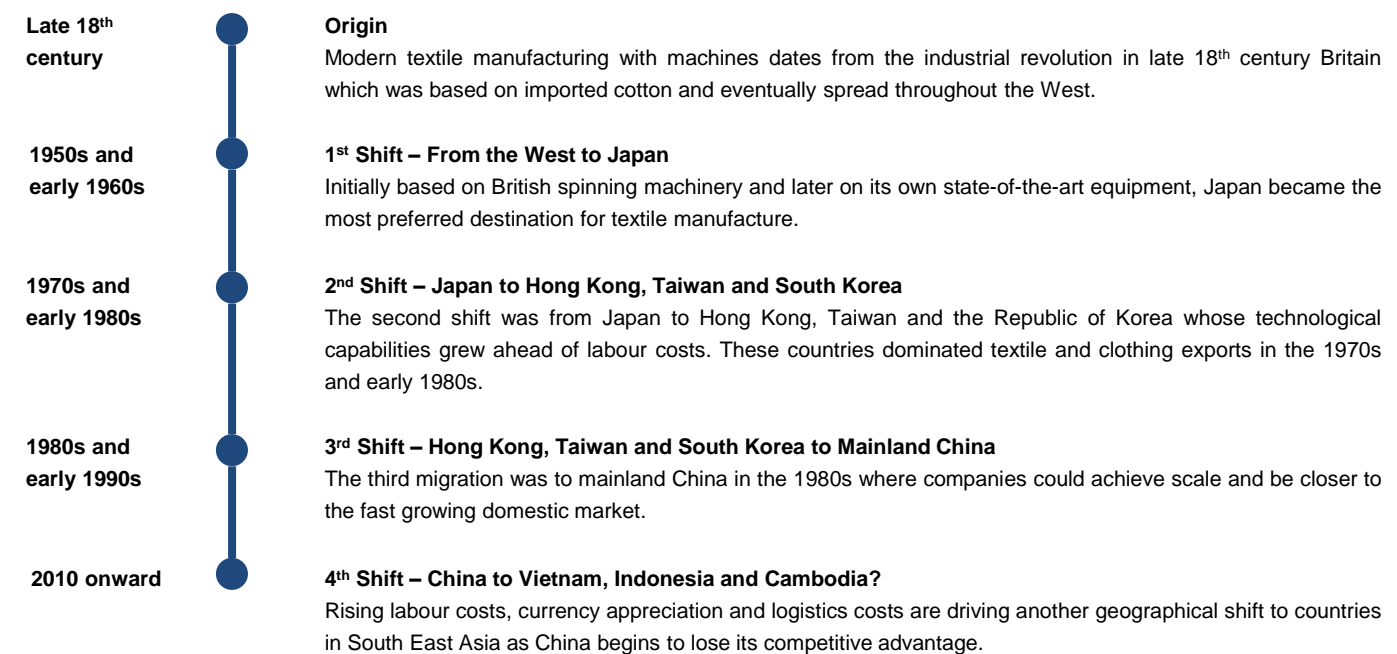 Late 18th century
Origin
Modern textile manufacturing with machines dates from the industrial revolution in late 18th century Britain
which was based on imported cotton and eventually spread throughout the West.
1950s and
early 1960s
1st Shift – From the West to Japan
Initially based on British spinning machinery and later on its own state-of-the-art equipment, Japan became the
most preferred destination for textile manufacture.
1970s and
early 1980s
2nd Shift – Japan to Hong Kong, Taiwan and South Korea
The second shift was from Japan to Hong Kong, Taiwan and the Republic of Korea whose technological
capabilities grew ahead of labour costs. These countries dominated textile and clothing exports in the 1970s
and early 1980s.
1980s and
early 1990s
3rd Shift – Hong Kong, Taiwan and South Korea to Mainland China
The third migration was to mainland China in the 1980s where companies could achieve scale and be closer to
the fast growing domestic market.
2010 onward
4th Shift – China to Vietnam, Indonesia and Cambodia?
Rising labour costs, currency appreciation and logistics costs are driving another geographical shift to countries
in South East Asia as China begins to lose its competitive advantage.